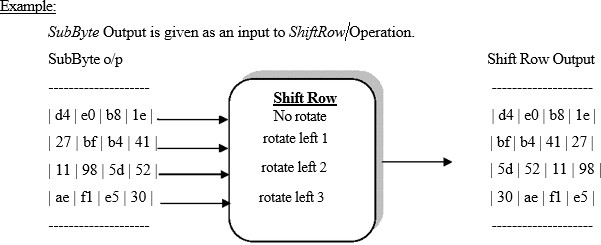 Example:
SubByte Output is given as an input to ShiftRow Operation.
SubByte o/p
Shift Row Output
--------------------
--------------------
Shift Row
| d4 | e0 | b8 | 1e |
No rotate
| d4 | e0 | b8 | 1e |
| 27 | bf | b4 | 41 |
rotate left 1
| bf | b4 | 41 | 27 |
| 11 | 98 | 5d | 52 |
rotate left 2
| 5d | 52 | 11 | 98 |
| ae | f1 | e5 | 30 |
rotate left 3
| 30 | ae | f1 | e5 |
--------------------
--------------------